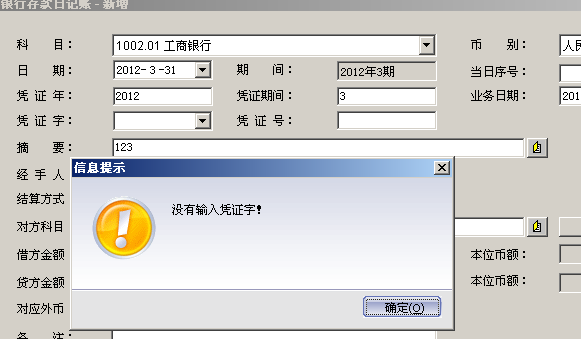 银行存款日记账 - 新增
科 目： 1002.01 工商银行 币 别： 人民
日 期： 2012- 3 -31 期 间： 2012年3期 当日序号：
凭 证 年： 2012 凭证期间： 3 业务日期： 201
凭 证 字： 凭 证 号：
摘 要： 123
经 手 人
信息提示
没有输入凭证字！
确定(O)
结算方式
对方科目
借方金额 本位币额：
贷方金额 本位币额：
对应外币
备 注：